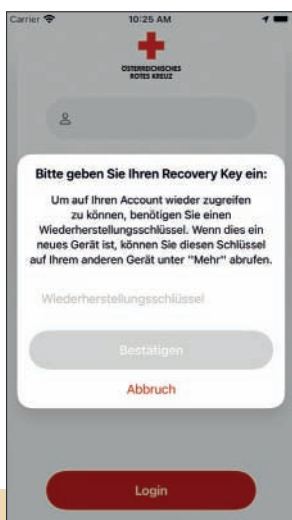 Carrier 10:25 AM
ÖSTERREICHISCHES
ROTES KREUZ
Bitte geben Sie Ihren Recovery Key ein:
Um auf Ihren Account wieder zugreifen
zu können, benötigen Sie einen
Wiederherstellungsschlüssel. Wenn dies ein
neues Gerät ist, können Sie diesen Schlüssel
auf Ihrem anderen Gerät unter "Mehr" abrufen.
Wiederherstellungsschlüssel
Bestätigen
Abbruch
Login